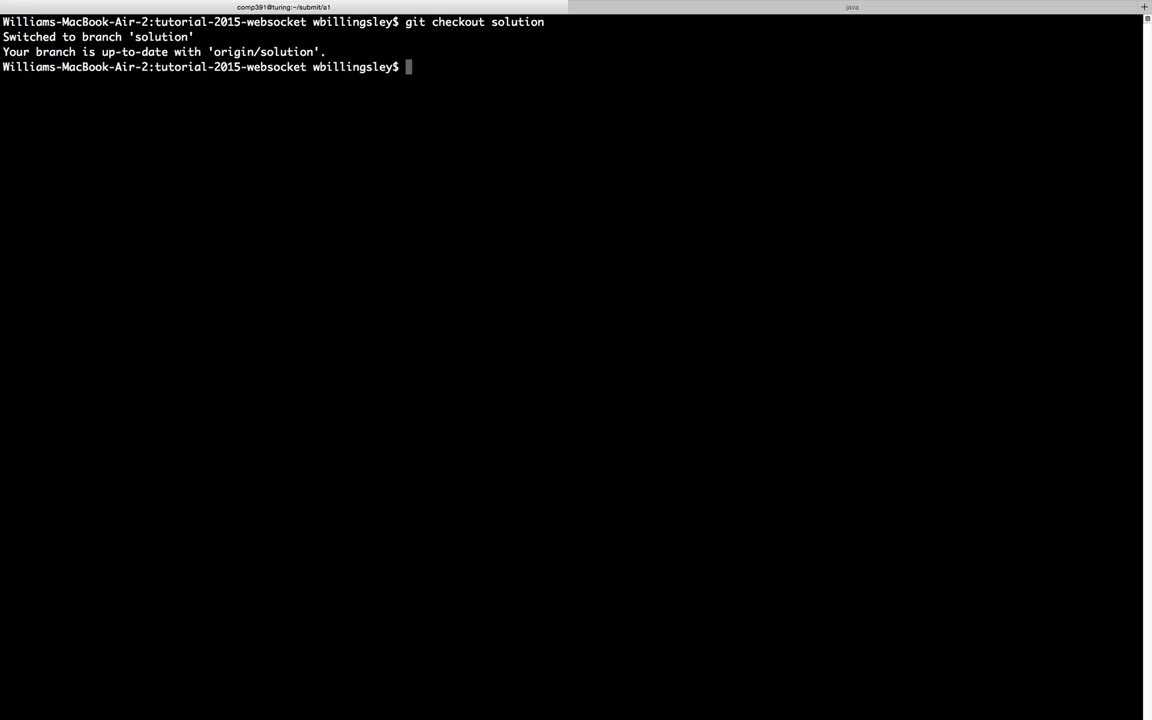 comp391@turing:~/submit/a1
java
Williams-MacBook-Air-2:tutorial-2015-websocket wbillingsley$ git checkout solution
Switched to branch 'solution'
Your branch is up-to-date with 'origin/solution'.
Williams-MacBook-Air-2:tutorial-2015-websocket wbillingsley$